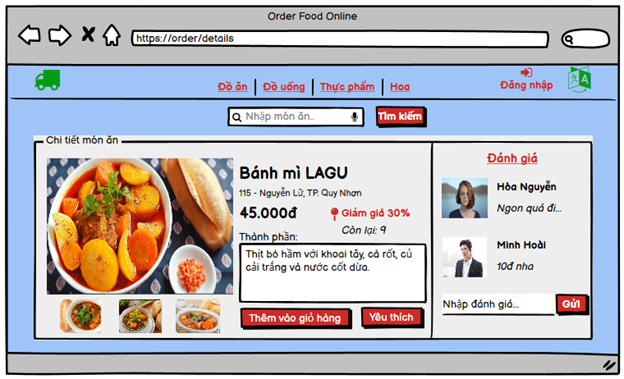 Order Food Online
https://order/details
Đồ ăn
Đồ uống
Thực phẩm
Hoa
Đăng nhập
A
Nhập món ăn..
Tìm kiếm
Chi tiết món ăn
Bánh mì LAGU
115 - Nguyễn Lữ, TP. Quy Nhơn
45.000đ
Giảm giá 30%
Còn lại: 9
Thành phần:
Thịt bò hầm với khoai tây, cà rốt, củ
cải trắng và nước cốt dừa.
Thêm vào giỏ hàng
Yêu thích
Đánh giá
Hòa Nguyễn
Ngon quá đi...
Minh Hoài
10đ nha
Nhập đánh giá...
Gửi